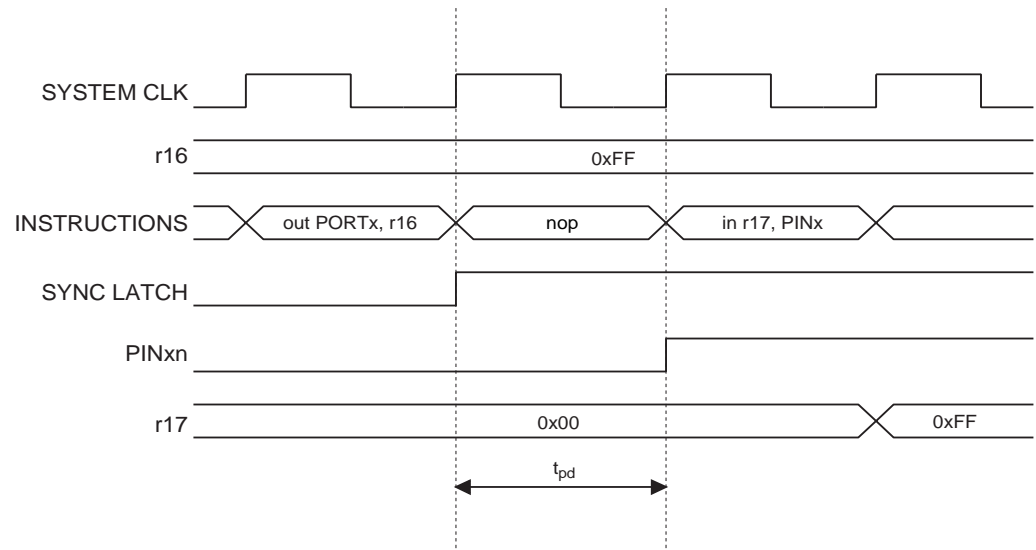 SYSTEM CLK
r16
0xFF
INSTRUCTIONS
out PORTx, r16
nop
in r17, PINx
SYNC LATCH
PINxn
r17
0x00
0xFF
tpd